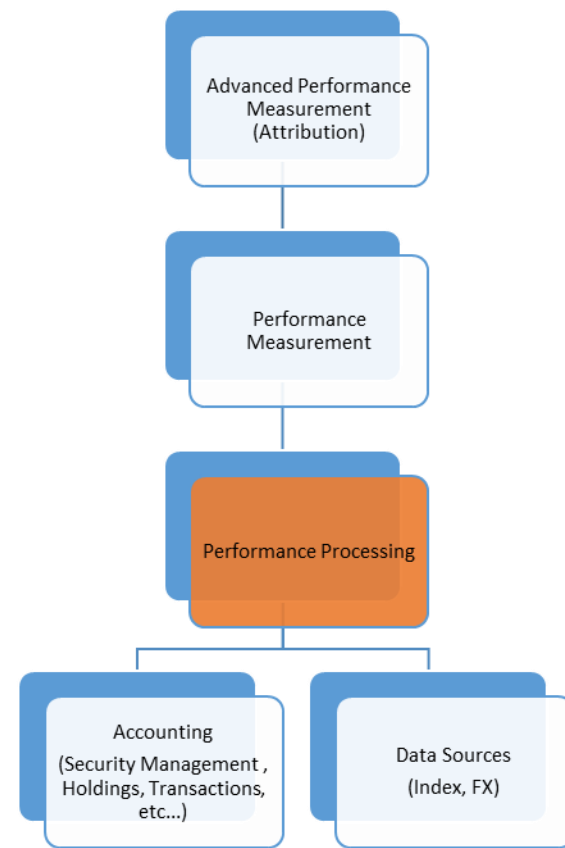 Advanced Performance
Measurement
(Attribution)
Performance
Measurement
Performance Processing
Accounting
(Security Management ,
Holdings, Transactions,
etc...)
Data Sources
(Index, FX)